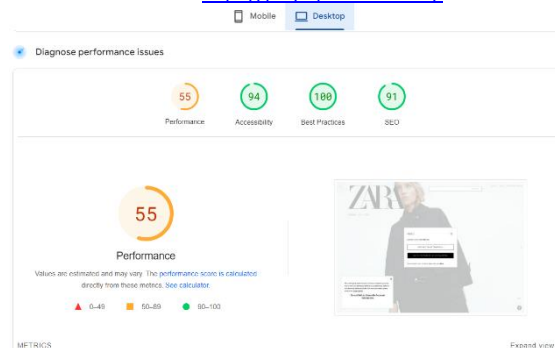 Mobile Desktop
Diagnose performance issues
55 94 100 91
Performance Accessibility Best Practices SEO
55
Performance
Values are estimated and may vary. The performance score is calculated
directly from these metrics. See calculator.
0–49 50–89 90–100
ZARA
METRICS Expand view